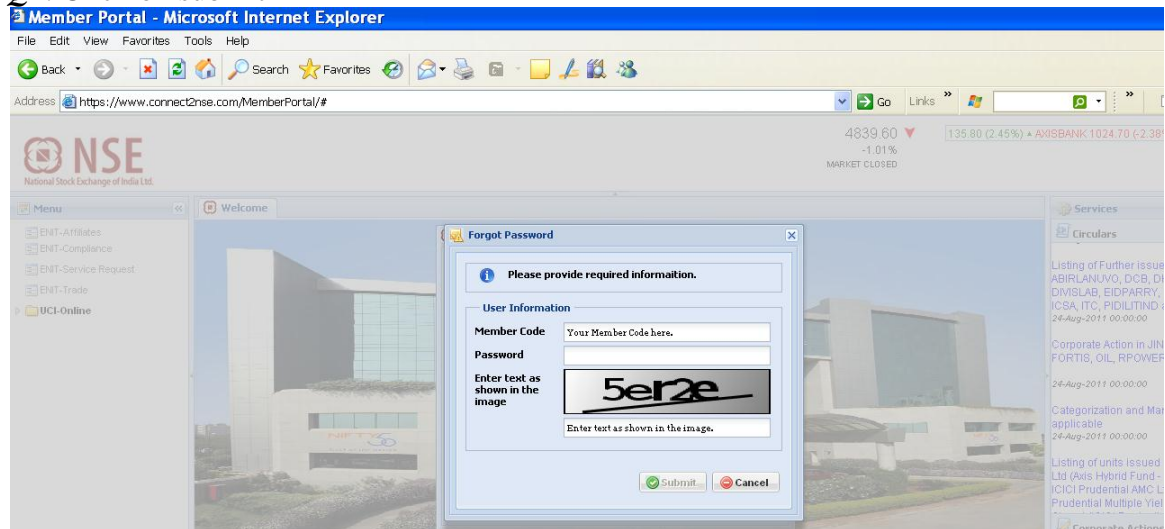 Member Portal - Microsoft Internet Explorer
File Edit View Favorites Tools Help
Back Search Favorites
Address https://www.connect2nse.com/MemberPortal/# Go Links »
NSE
National Stock Exchange of India Ltd.
4839.60
-1.01%
MARKET CLOSED
135.80 (2.45%) AXISBANK 1024.70 (-2.38%
Menu
ENIT-Affiliates
ENIT-Compliance
ENIT-Service Request
ENIT-Trade
UCI-Online
Welcome
Forgot Password
Please provide required informaition.
User Information
Member Code Your Member Code here.
Password
Enter text as shown in the image
5er2e
Enter text as shown in the image.
Submit Cancel
NIFTY 50
Services
Circulars
Listing of Further issue
ABIRLANUVO, DCB,
DIVISLAB, EIDPARRY,
ICSA, ITC, PIDILITIND
24-Aug-2011 00:00:00
Corporate Action in
FORTIS, OIL, RPOWER
24-Aug-2011 00:00:00
Categorization and
applicable
24-Aug-2011 00:00:00
Listing of units issued
Ltd (Axis Hybrid Fund -
ICICI Prudential AMC
Prudential Multiple